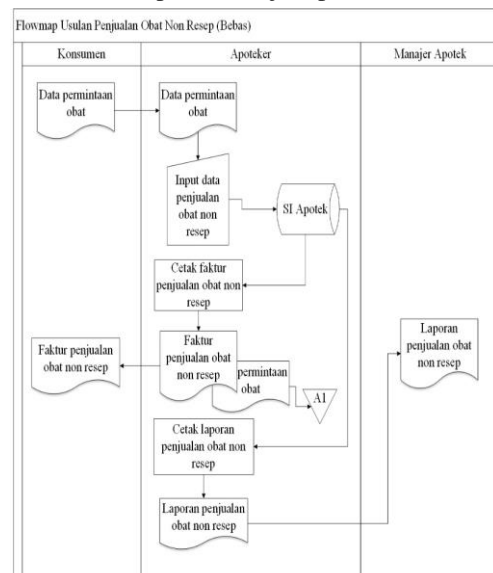 Flowmap Usulan Penjualan Obat Non Resep (Bebas)
Konsumen
Apoteker
Manajer Apotek
Data permintaan
obat
Data permintaan
obat
Input data
penjualan
obat non
resep
SI Apotek
Cetak faktur
penjualan obat non
resep
Faktur
penjualan obat
non resep
permintaan
obat
A1
Faktur penjualan
obat non resep
Laporan
penjualan obat
non resep
Cetak laporan
penjualan obat non
resep
Laporan penjualan
obat non resep